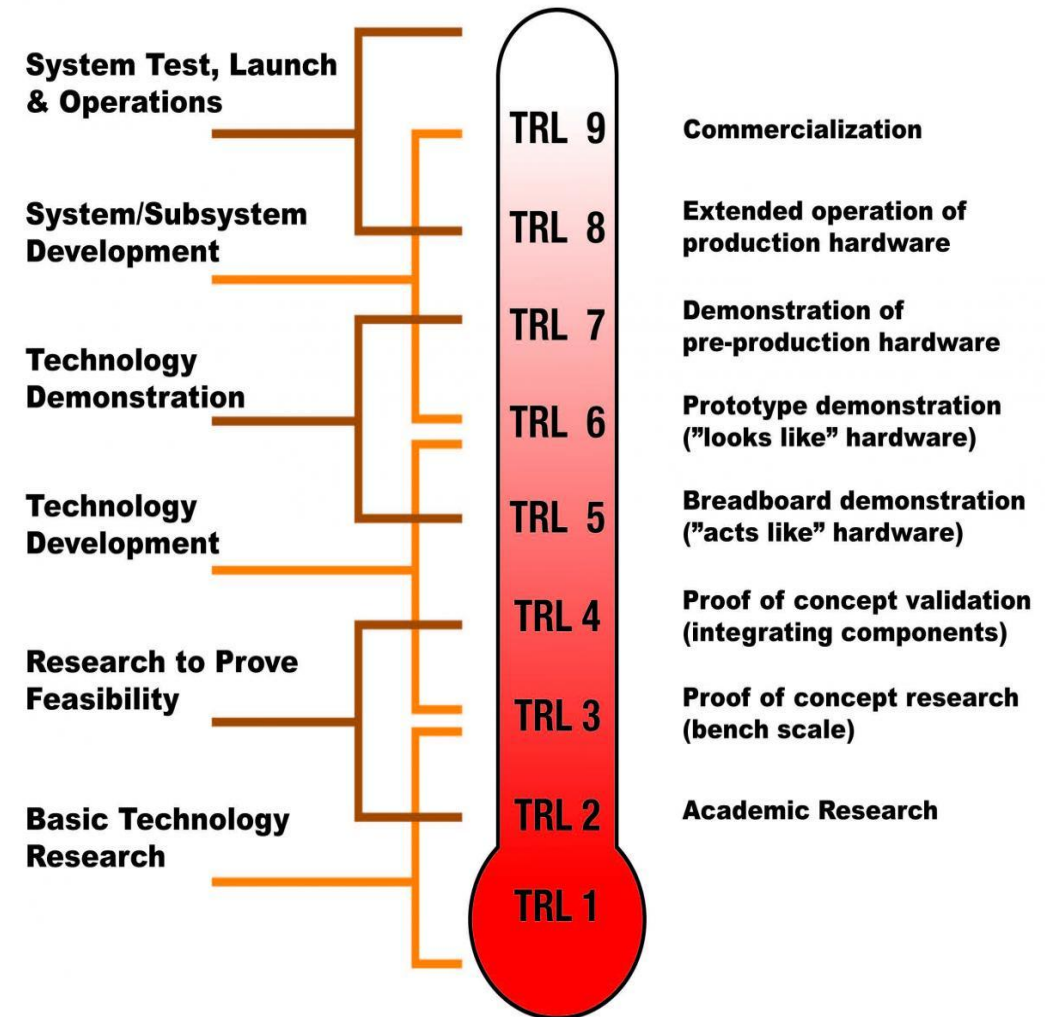 System Test, Launch
& Operations
System/Subsystem
Development
Technology
Demonstration
Technology
Development
Research to Prove
Feasibility
Basic Technology
Research
TRL 9
TRL 8
TRL 7
TRL 6
TRL 5
TRL 4
TRL 3
TRL 2
TRL 1
Commercialization
Extended operation of
production hardware
Demonstration of
pre-production hardware
Prototype demonstration
(”looks like” hardware)
Breadboard demonstration
(”acts like” hardware)
Proof of concept validation
(integrating components)
Proof of concept research
(bench scale)
Academic Research